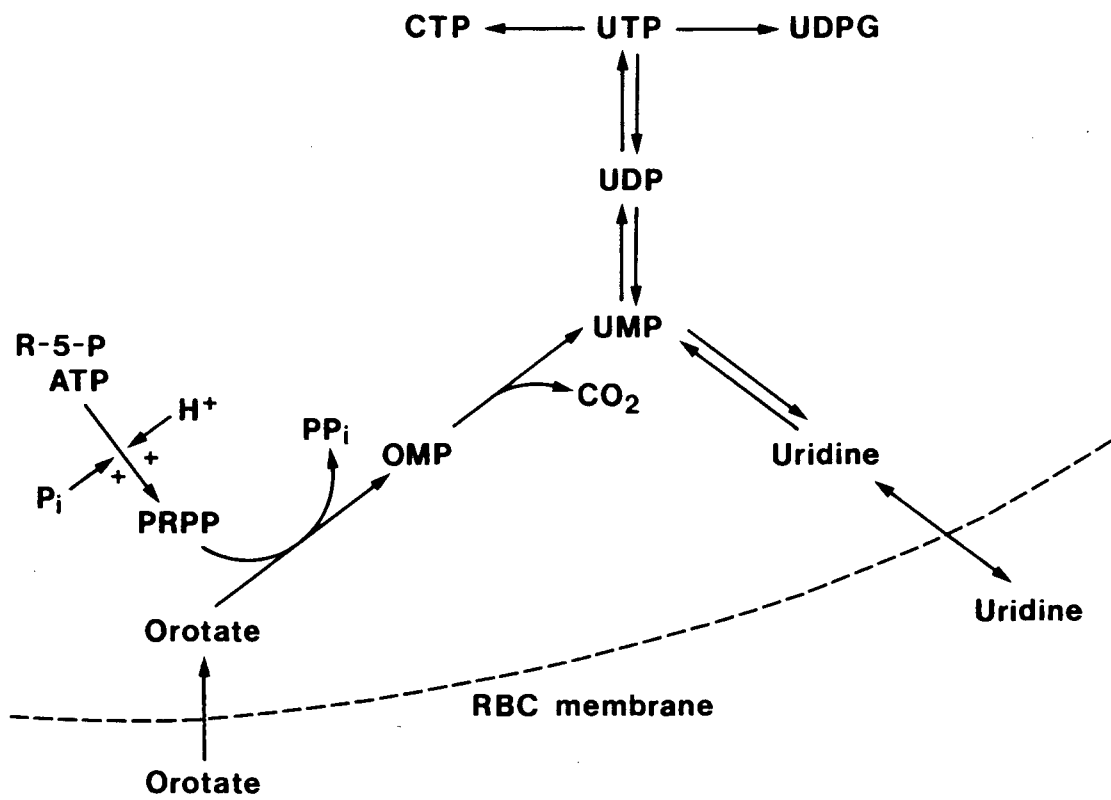 CTP UTP UDPG
UDP
UMP
R-5-P
ATP
H+
CO2
PPi
OMP
Uridine
+
+
Pi
PRPP
Uridine
Orotate
RBC membrane
Orotate